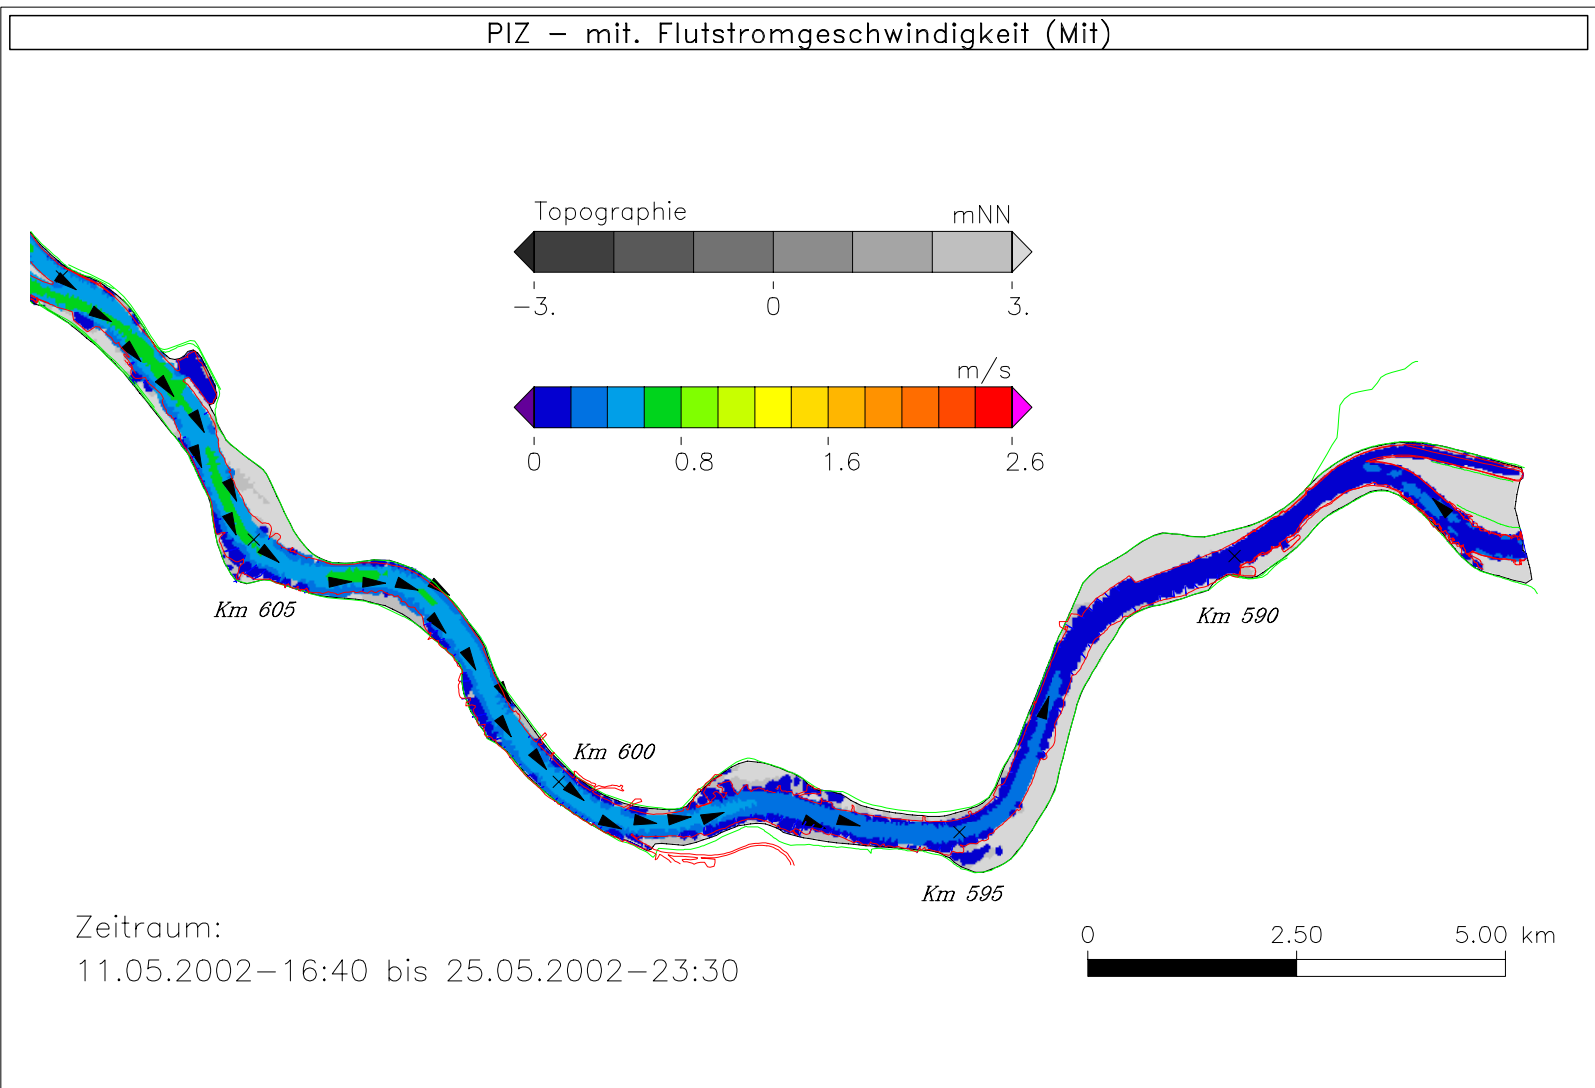 PIZ – mit. Flutstromgeschwindigkeit (Mit)
Topographie mNN
−3. 0 3.
m/s
0 0.8 1.6 2.6
Km 605
Km 590
Km 600
Km 595
Zeitraum:
11.05.2002−16:40 bis 25.05.2002−23:30
0 2.50 5.00 km